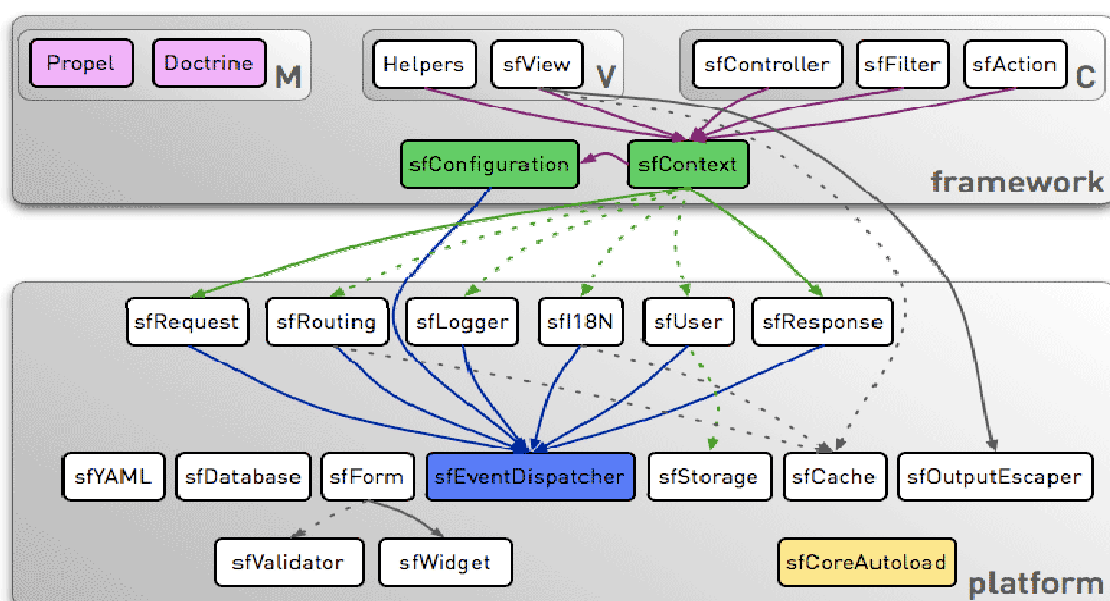 Propel
Doctrine
M
Helpers
sfView
V
sfController
sfFilter
sfAction
C
sfConfiguration
sfContext
framework
sfRequest
sfRouting
sfLogger
sfI18N
sfUser
sfResponse
sfYAML
sfDatabase
sfForm
sfEventDispatcher
sfStorage
sfCache
sfOutputEscaper
sfValidator
sfWidget
sfCoreAutoload
platform